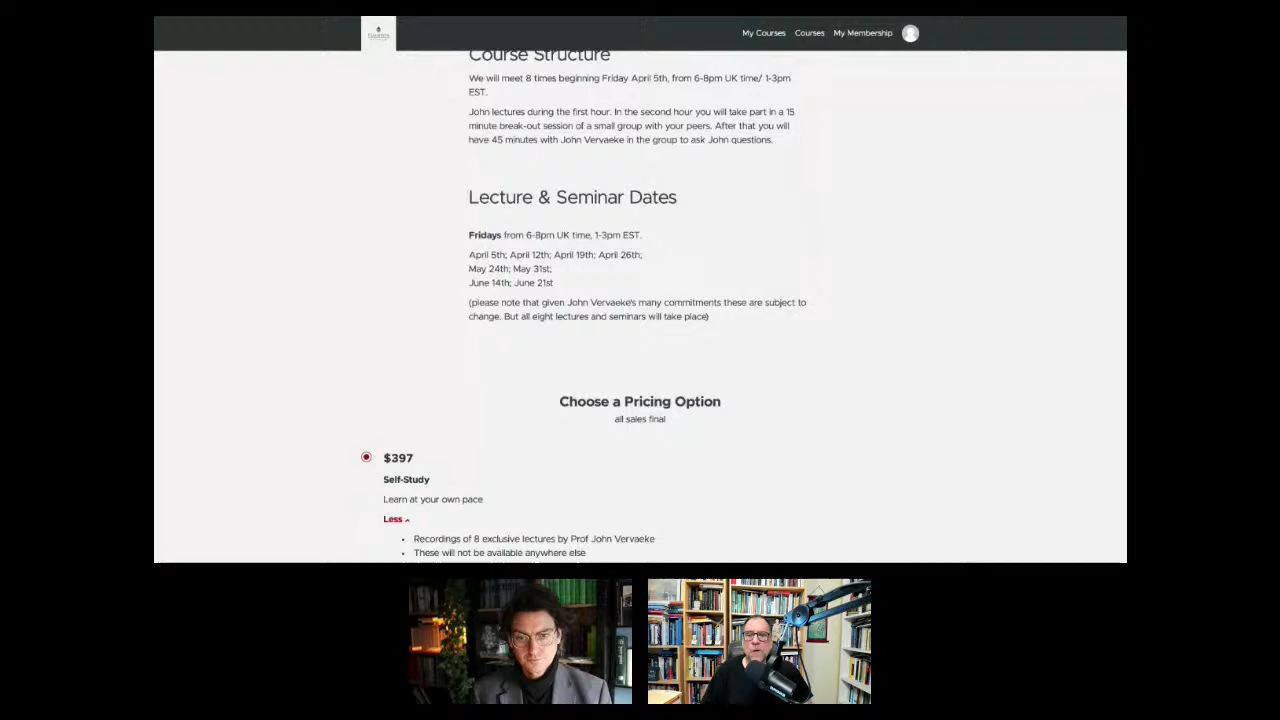 My Courses Courses My Membership
Course Structure
We will meet 8 times beginning Friday April 5th, from 6-8pm UK time/ 1-3pm
EST.
John lectures during the first hour. In the second hour you will take part in a 15
minute break-out session of a small group with your peers. After that you will
have 45 minutes with John Vervaeke in the group to ask John questions.
Lecture & Seminar Dates
Fridays from 6-8pm UK time, 1-3pm EST.
April 5th; April 12th; April 19th; April 26th;
May 24th; May 31st;
June 14th; June 21st
(please note that given John Vervaeke's many commitments these are subject to
change. But all eight lectures and seminars will take place)
Choose a Pricing Option
all sales final
$397
Self-Study
Learn at your own pace
Less
• Recordings of 8 exclusive lectures by Prof John Vervaeke
• These will not be available anywhere else